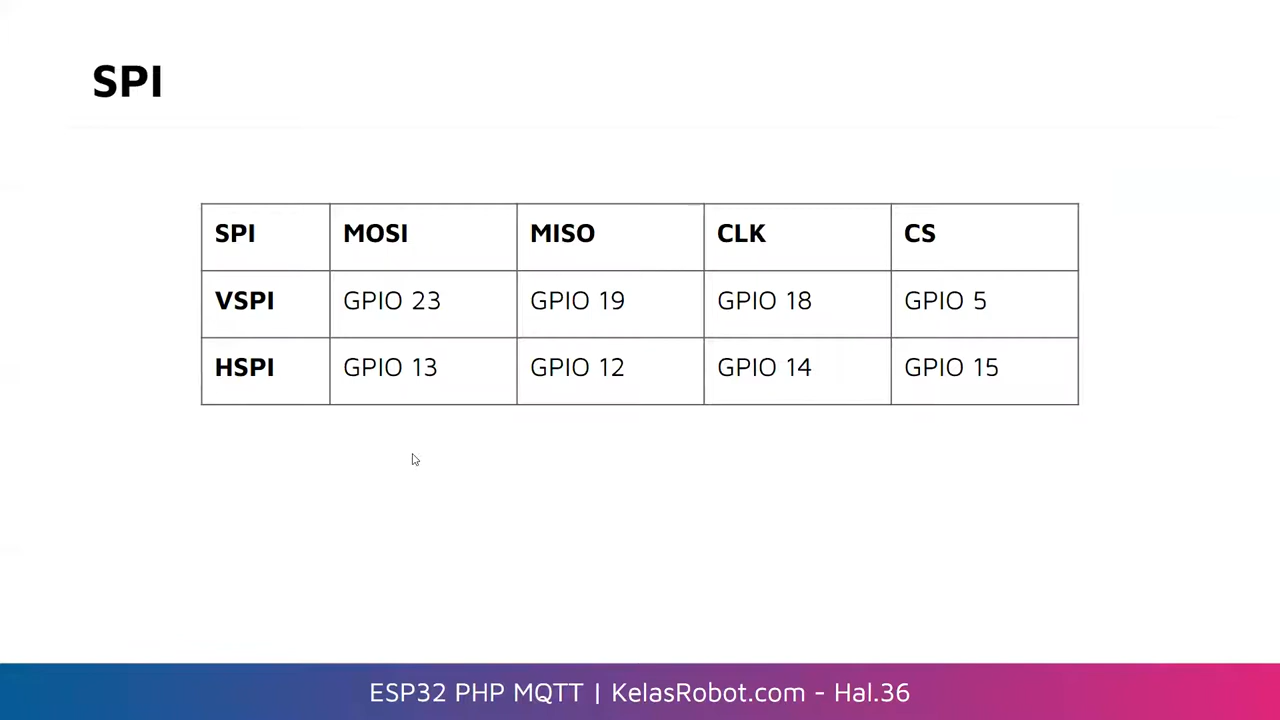 SPI
SPI MOSI MISO CLK CS
VSPI GPIO 23 GPIO 19 GPIO 18 GPIO 5
HSPI GPIO 13 GPIO 12 GPIO 14 GPIO 15
ESP32 PHP MQTT | KelasRobot.com - Hal.36